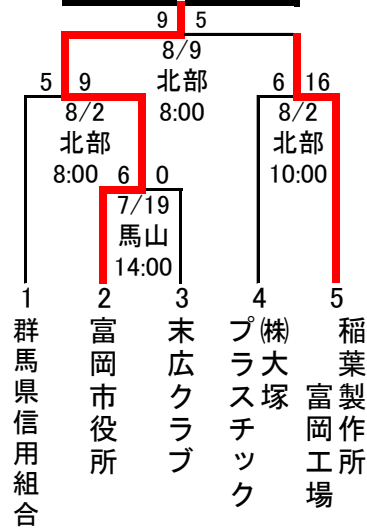 9 5
8/9
北部
8:00
5 9
8/2
北部
8:00
6 16
8/2
北部
10:00
6 0
7/19
馬山
14:00
1
群馬県信用組合
2
富岡市役所
3
末広クラブ
4
㈱大塚
プラスチック
5
稲葉製作所
富岡工場